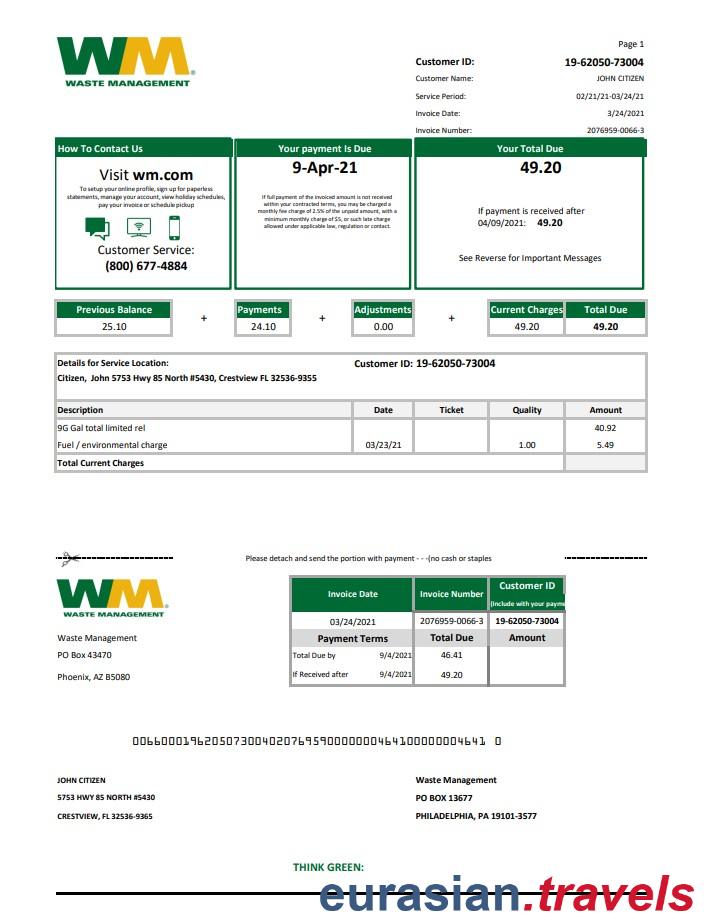 WM
WASTE MANAGEMENT
Page 1
Customer ID: 19-62050-73004
Customer Name: JOHN CITIZEN
Service Period: 02/21/21-03/24/21
Invoice Date: 3/24/2021
Invoice Number: 2076959-0066-3
How To Contact Us
Visit wm.com
To setup your online profile, sign up for paperless
statements, manage your account, view holiday schedules,
pay your invoice or schedule pickup
Customer Service:
(800) 677-4884
Your payment Is Due
9-Apr-21
If full payment of the invoiced amount is not received
within your contracted terms, you may be charged a
monthly fee charge of 2.5% of the unpaid amount, with a
minimum monthly charge of $5, or such late charge
allowed under applicable law, regulation or contact.
Your Total Due
49.20
If payment is received after
04/09/2021: 49.20
See Reverse for Important Messages
Previous Balance Payments Adjustments Current Charges Total Due
25.10 + 24.10 + 0.00 + 49.20 49.20
Details for Service Location: Customer ID: 19-62050-73004
Citizen, John 5753 Hwy 85 North #5430, Crestview FL 32536-9355
Description Date Ticket Quality Amount
9G Gal total limited rel 40.92
Fuel / environmental charge 03/23/21 1.00 5.49
Total Current Charges
Please detach and send the portion with payment - - -(no cash or staples
WM
WASTE MANAGEMENT
Waste Management
PO Box 43470
Phoenix, AZ B5080
Invoice Date Invoice Number Customer ID
(Include with your payme
03/24/2021 2076959-0066-3 19-62050-73004
Payment Terms Total Due Amount
Total Due by 9/4/2021 46.41
If Received after 9/4/2021 49.20
JOHN CITIZEN
5753 HWY 85 NORTH #5430
CRESTVIEW, FL 32536-9365
Waste Management
PO BOX 13677
PHILADELPHIA, PA 19101-3577
THINK GREEN:
eurasian.travels